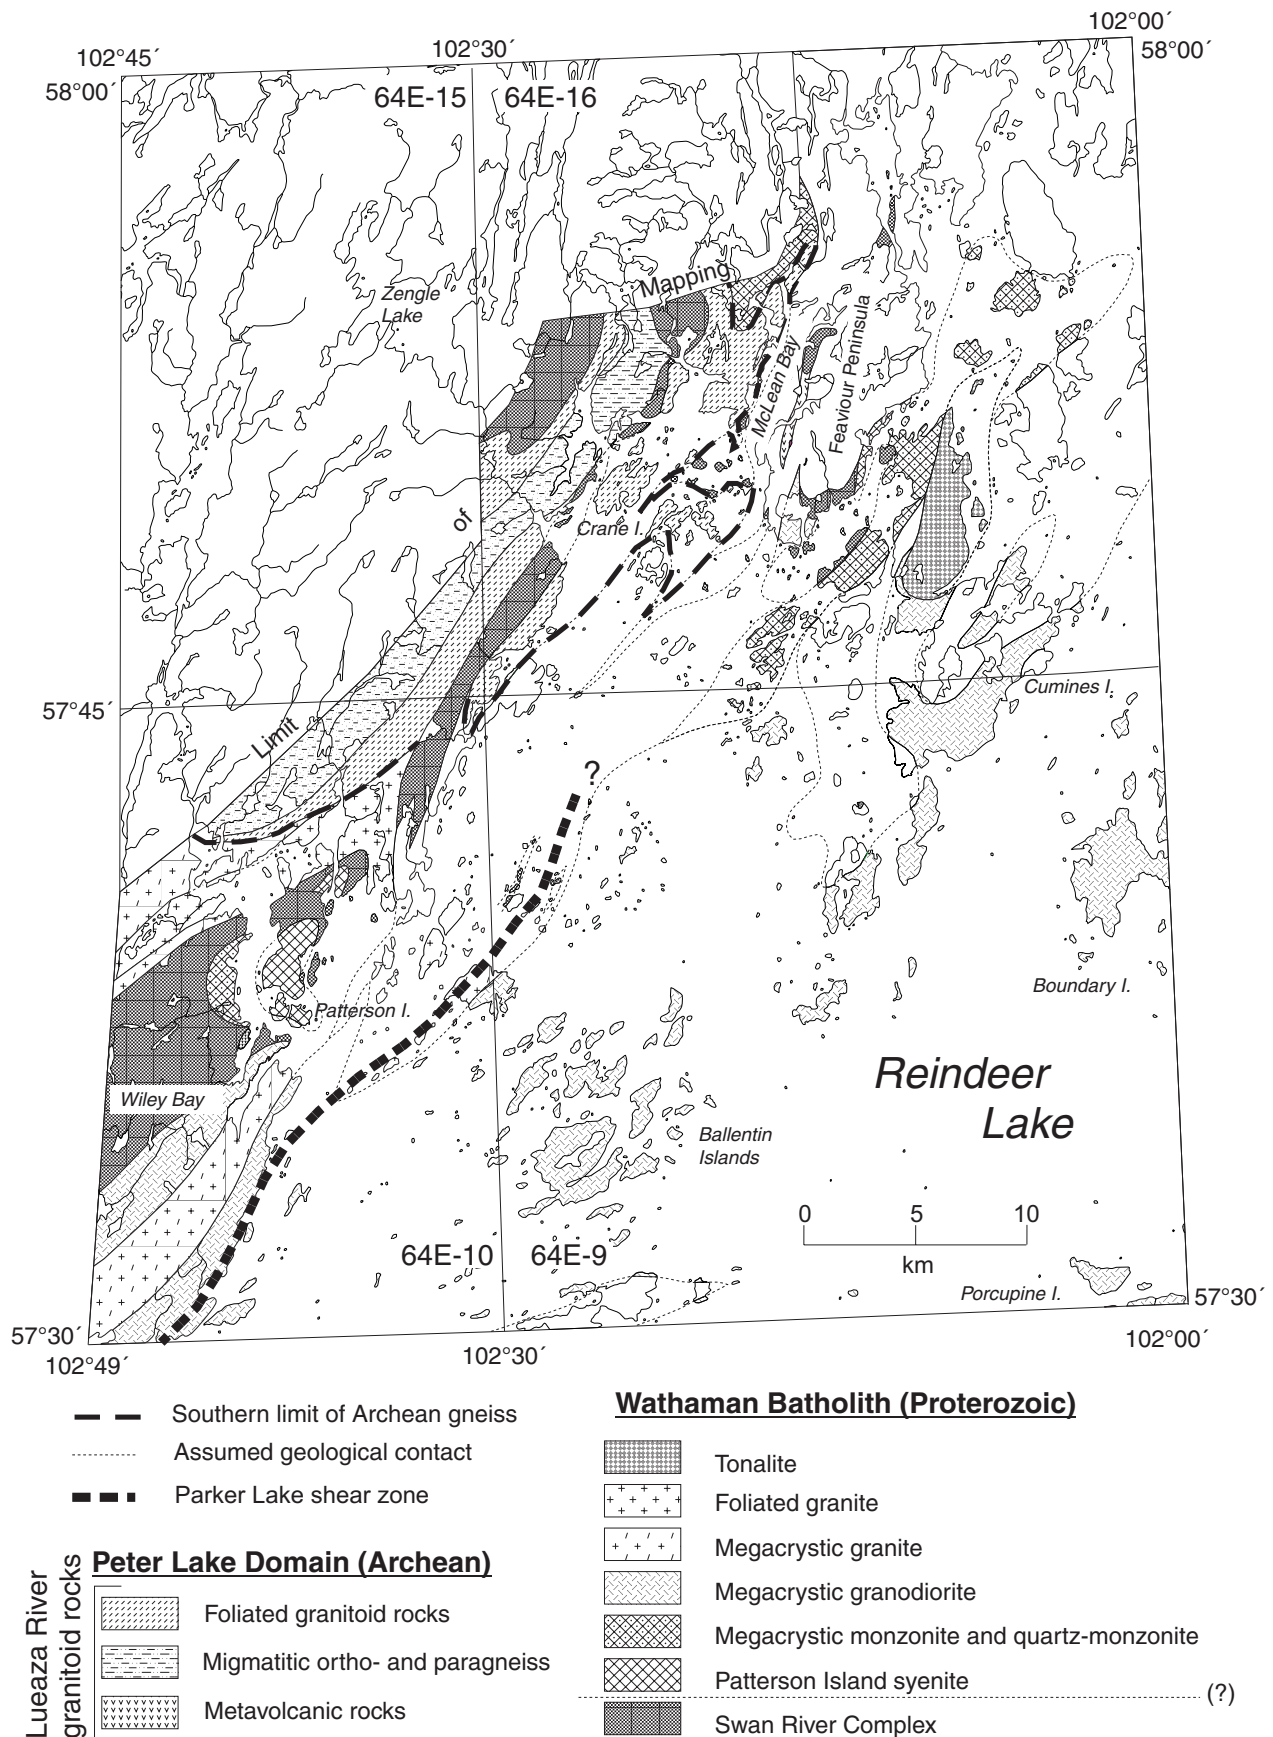 102°00´
102°45´
102°30´
58°00´
58°00´
64E-15
64E-16
Zengle
Lake
Mapping
McLean Bay
Feaviour Peninsula
of
Crane I.
Limit
57°45´
Cumines I.
?
Patterson I.
Boundary I.
Wiley Bay
Reindeer
Lake
Ballentin
Islands
0 5 10
km
64E-10
64E-9
Porcupine I.
57°30´
57°30´
102°49´
102°30´
102°00´
Southern limit of Archean gneiss
Assumed geological contact
Parker Lake shear zone
Peter Lake Domain (Archean)
Lueaza River
granitoid rocks
Foliated granitoid rocks
Migmatitic ortho- and paragneiss
Metavolcanic rocks
Wathaman Batholith (Proterozoic)
Tonalite
Foliated granite
Megacrystic granite
Megacrystic granodiorite
Megacrystic monzonite and quartz-monzonite
Patterson Island syenite
(?)
Swan River Complex